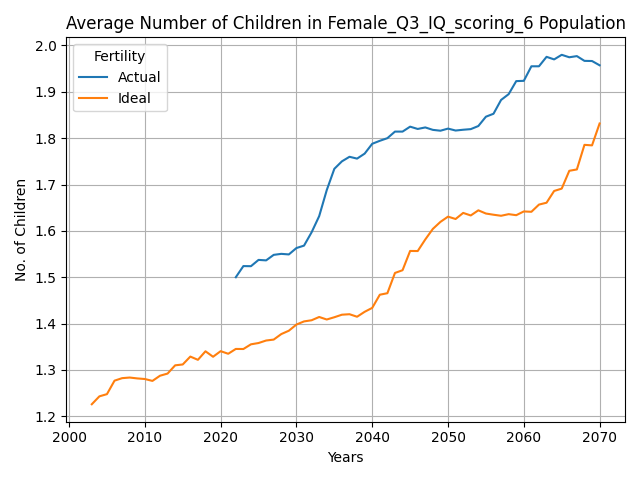 Average Number of Children in Female_Q3_IQ_scoring_6 Population
Fertility
Actual
Ideal
No. of Children
2.0
1.9
1.8
1.7
1.6
1.5
1.4
1.3
1.2
2000 2010 2020 2030 2040 2050 2060 2070
Years